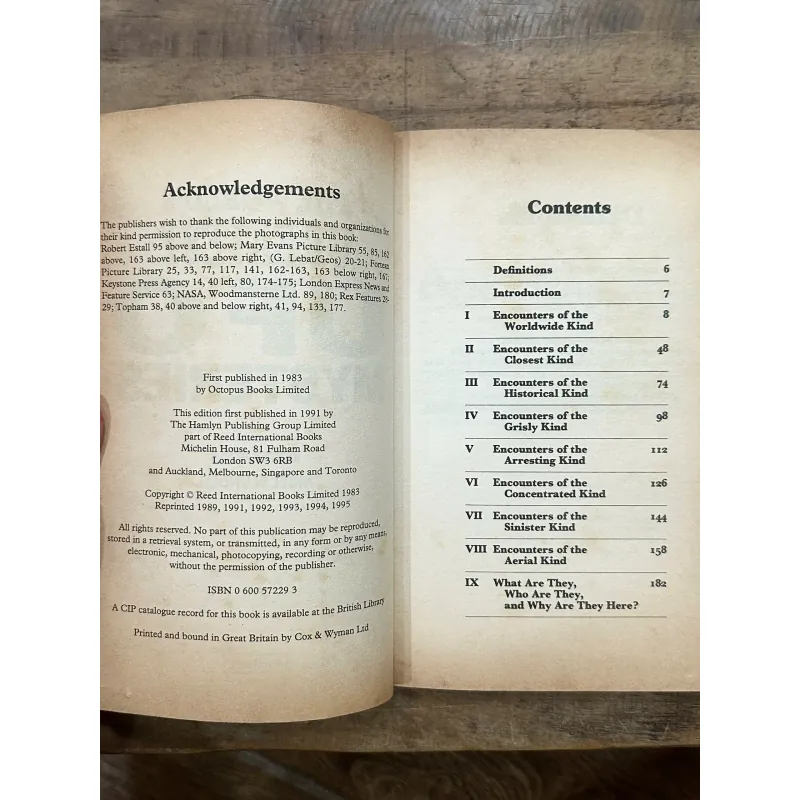 Acknowledgements
The publishers wish to thank the following individuals and organizations for
their kind permission to reproduce the photographs in this book:
Robert Estall 95 above and below; Mary Evans Picture Library 55, 85, 162
above, 163 above left, 163 above right, (G. Lebat/Geos) 20-21; Fortean
Picture Library 25, 33, 77, 117, 141, 162-163, 163 below right, 167;
Keystone Press Agency 14, 40 left, 80, 174-175; London Express News and
Feature Service 63; NASA, Woodmansterne Ltd. 89, 180; Rex Features 28-
29; Topham 38, 40 above and below right, 41, 94, 133, 177.
First published in 1983
by Octopus Books Limited
This edition first published in 1991 by
The Hamlyn Publishing Group Limited
part of Reed International Books
Michelin House, 81 Fulham Road
London SW3 6RB
and Auckland, Melbourne, Singapore and Toronto
Copyright © Reed International Books Limited 1983
Reprinted 1989, 1991, 1992, 1993, 1994, 1995
All rights reserved. No part of this publication may be reproduced,
stored in a retrieval system, or transmitted, in any form or by any means,
electronic, mechanical, photocopying, recording or otherwise,
without the permission of the publisher.
ISBN 0 600 57229 3
A CIP catalogue record for this book is available at the British Library
Printed and bound in Great Britain by Cox & Wyman Ltd
Contents
Definitions 6
Introduction 7
I Encounters of the 8
Worldwide Kind
II Encounters of the 48
Closest Kind
III Encounters of the 74
Historical Kind
IV Encounters of the 98
Grisly Kind
V Encounters of the 112
Arresting Kind
VI Encounters of the 126
Concentrated Kind
VII Encounters of the 144
Sinister Kind
VIII Encounters of the 158
Aerial Kind
IX What Are They, 182
Who Are They,
and Why Are They Here?